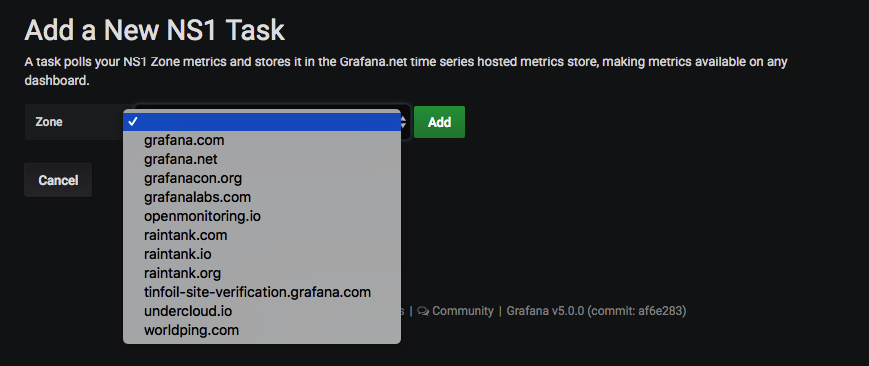 Add a New NS1 Task
A task polls your NS1 Zone metrics and stores it in the Grafana.net time series hosted metrics store, making metrics available on any
dashboard.
Zone
Add
grafana.com
grafana.net
grafanacon.org
grafanalabs.com
openmonitoring.io
raintank.com
raintank.io
raintank.org
tinfoil-site-verification.grafana.com
undercloud.io
worldping.com
Cancel
| Community | Grafana v5.0.0 (commit: af6e283)